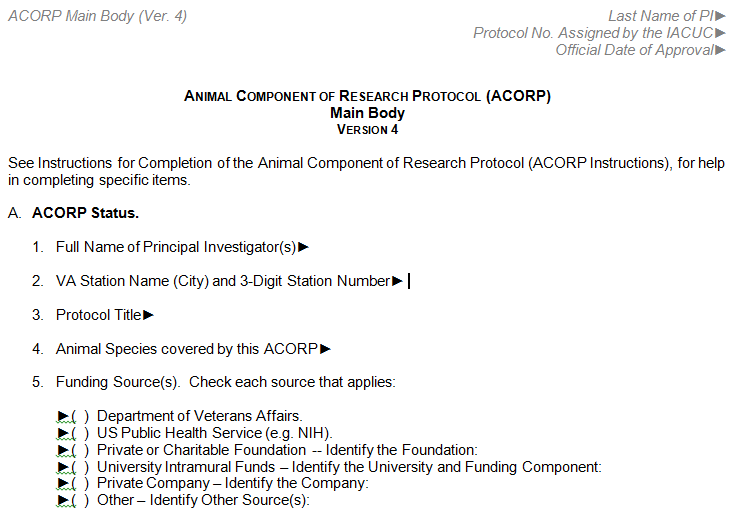 ACORP Main Body (Ver. 4)
Last Name of PI►
Protocol No. Assigned by the IACUC►
Official Date of Approval►
ANIMAL COMPONENT OF RESEARCH PROTOCOL (ACORP)
Main Body
VERSION 4
See Instructions for Completion of the Animal Component of Research Protocol (ACORP Instructions), for help
in completing specific items.
A. ACORP Status.
1. Full Name of Principal Investigator(s)►
2. VA Station Name (City) and 3-Digit Station Number►
3. Protocol Title►
4. Animal Species covered by this ACORP►
5. Funding Source(s). Check each source that applies:
►( ) Department of Veterans Affairs.
►( ) US Public Health Service (e.g. NIH).
►( ) Private or Charitable Foundation -- Identify the Foundation:
►( ) University Intramural Funds – Identify the University and Funding Component:
►( ) Private Company – Identify the Company:
►( ) Other – Identify Other Source(s):